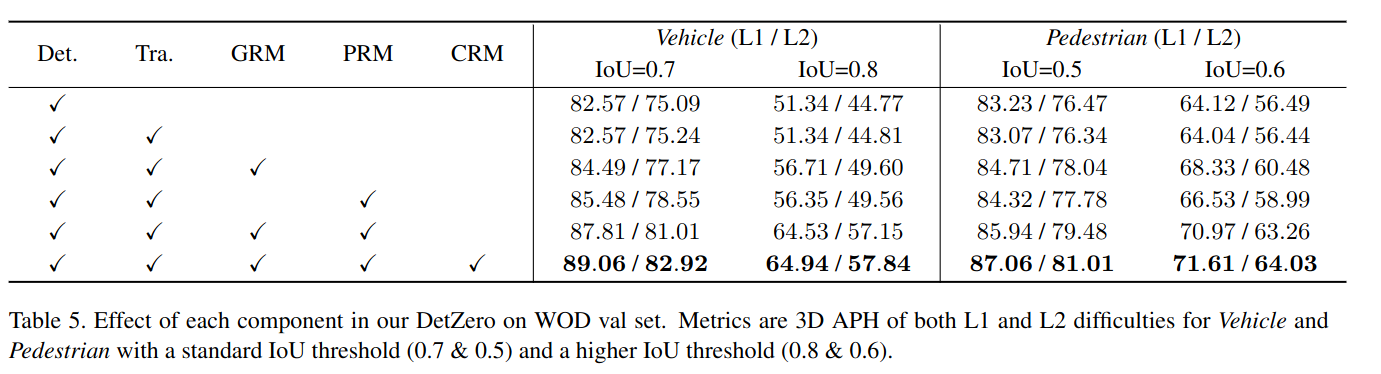 Det. Tra. GRM PRM CRM Vehicle (L1 / L2) Pedestrian (L1 / L2)
IoU=0.7 IoU=0.8 IoU=0.5 IoU=0.6
✓ 82.57 / 75.09 51.34 / 44.77 83.23 / 76.47 64.12 / 56.49
✓ ✓ 82.57 / 75.24 51.34 / 44.81 83.07 / 76.34 64.04 / 56.44
✓ ✓ ✓ 84.49 / 77.17 56.71 / 49.60 84.71 / 78.04 68.33 / 60.48
✓ ✓ ✓ 85.48 / 78.55 56.35 / 49.56 84.32 / 77.78 66.53 / 58.99
✓ ✓ ✓ ✓ 87.81 / 81.01 64.53 / 57.15 85.94 / 79.48 70.97 / 63.26
✓ ✓ ✓ ✓ ✓ 89.06 / 82.92 64.94 / 57.84 87.06 / 81.01 71.61 / 64.03
Table 5. Effect of each component in our DetZero on WOD val set. Metrics are 3D APH of both L1 and L2 difficulties for Vehicle and
Pedestrian with a standard IoU threshold (0.7 & 0.5) and a higher IoU threshold (0.8 & 0.6).